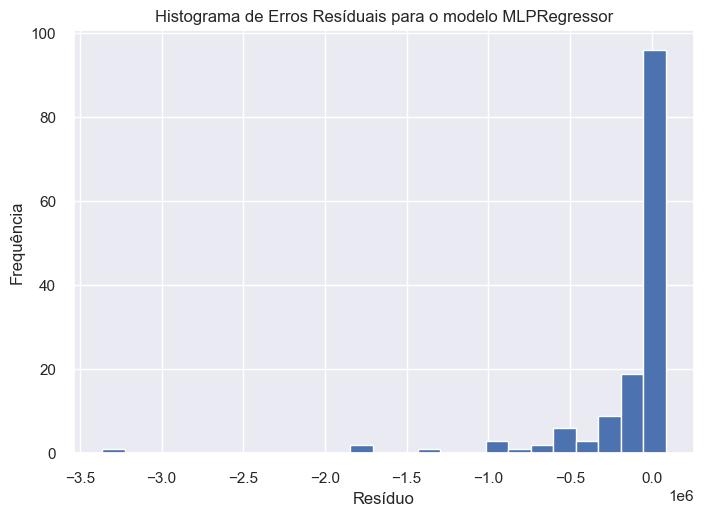 Histograma de Erros Resíduais para o modelo MLPRegressor
100
80
60
40
20
0
Frequência
−3.5 −3.0 −2.5 −2.0 −1.5 −1.0 −0.5 0.0
1e6
Resíduo